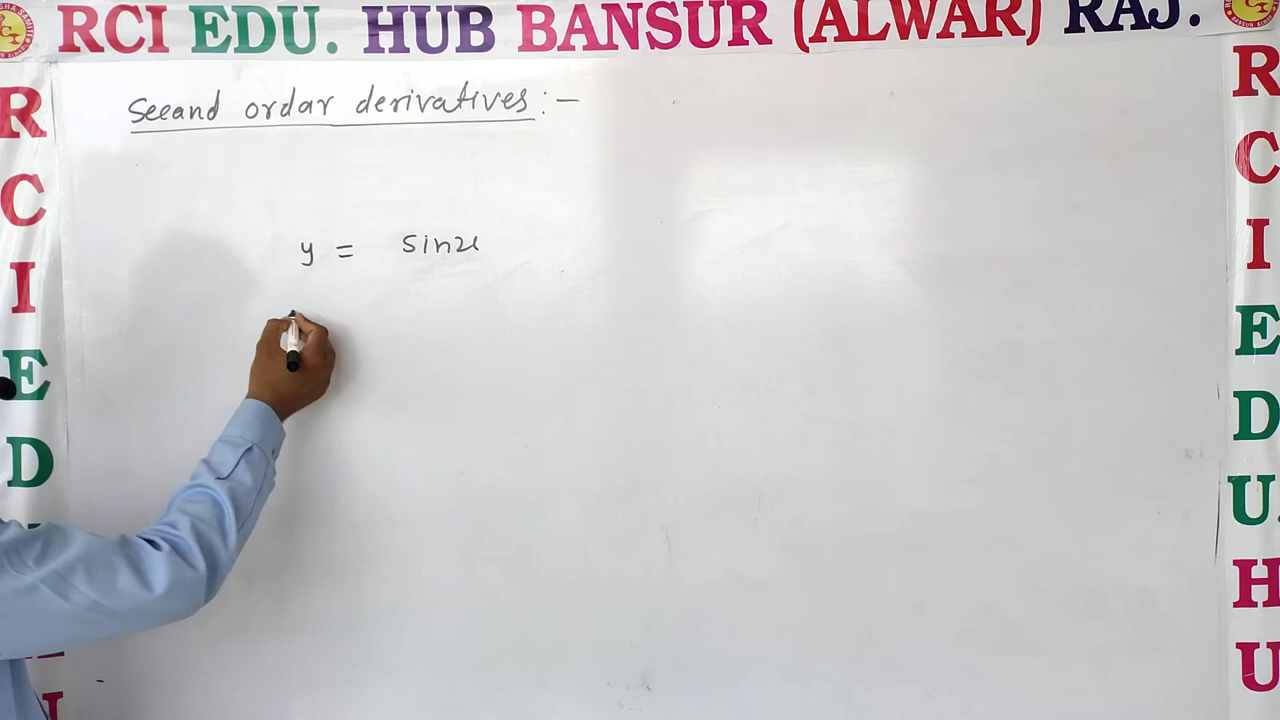 RCI EDU. HUB BANSUR (ALWAR) RAJ.
Seeand ordar derivatives :-
y = sinx
R
C
I
E
D
R
C
I
E
D
U.
H
U